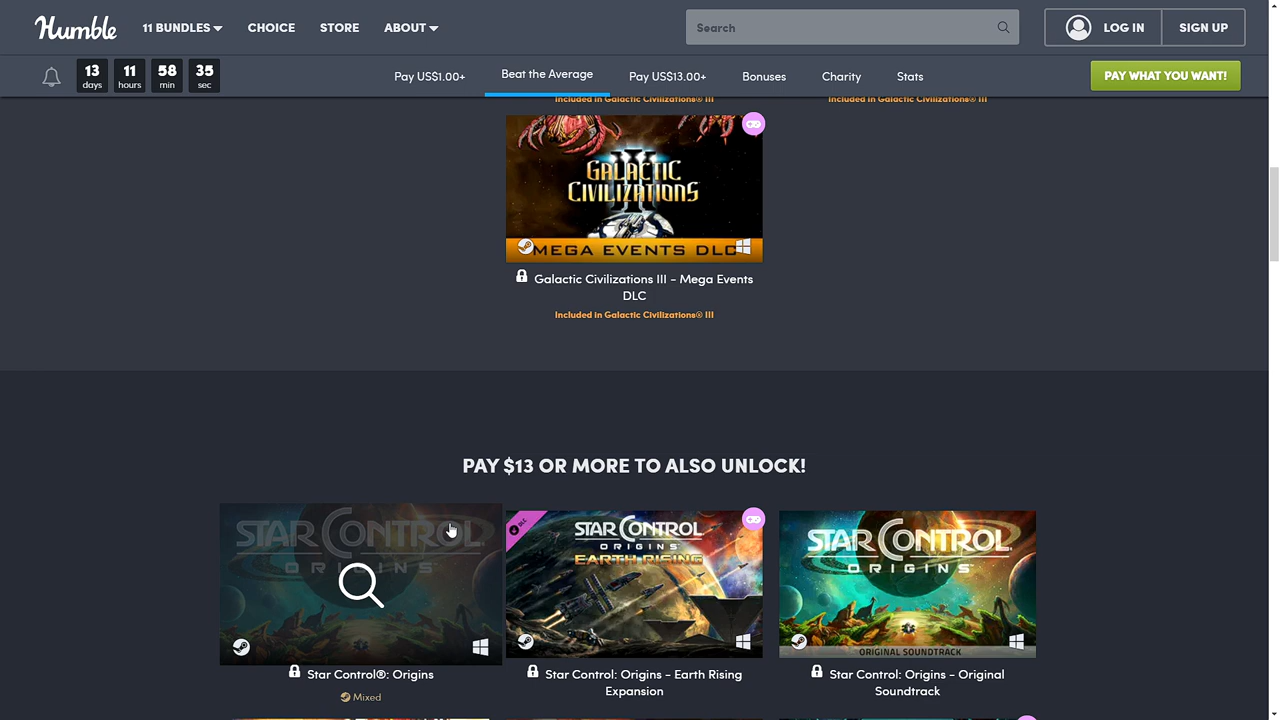 Humble
11 BUNDLES
CHOICE
STORE
ABOUT
Search
LOG IN
SIGN UP
13 days
11 hours
58 min
35 sec
Pay US$1.00+
Beat the Average
Pay US$13.00+
Bonuses
Charity
Stats
PAY WHAT YOU WANT!
Included in Galactic Civilizations® III
Included in Galactic Civilizations® III
GALACTIC
III
CIVILIZATIONS
MEGA EVENTS DLC
Galactic Civilizations III - Mega Events
DLC
Included in Galactic Civilizations® III
PAY $13 OR MORE TO ALSO UNLOCK!
STAR CONTROL
ORIGINS
Star Control®: Origins
Mixed
DLC
STAR CONTROL
ORIGINS™
EARTH RISING
Star Control: Origins - Earth Rising
Expansion
STAR CONTROL®
ORIGINS™
ORIGINAL SOUNDTRACK
Star Control: Origins - Original
Soundtrack